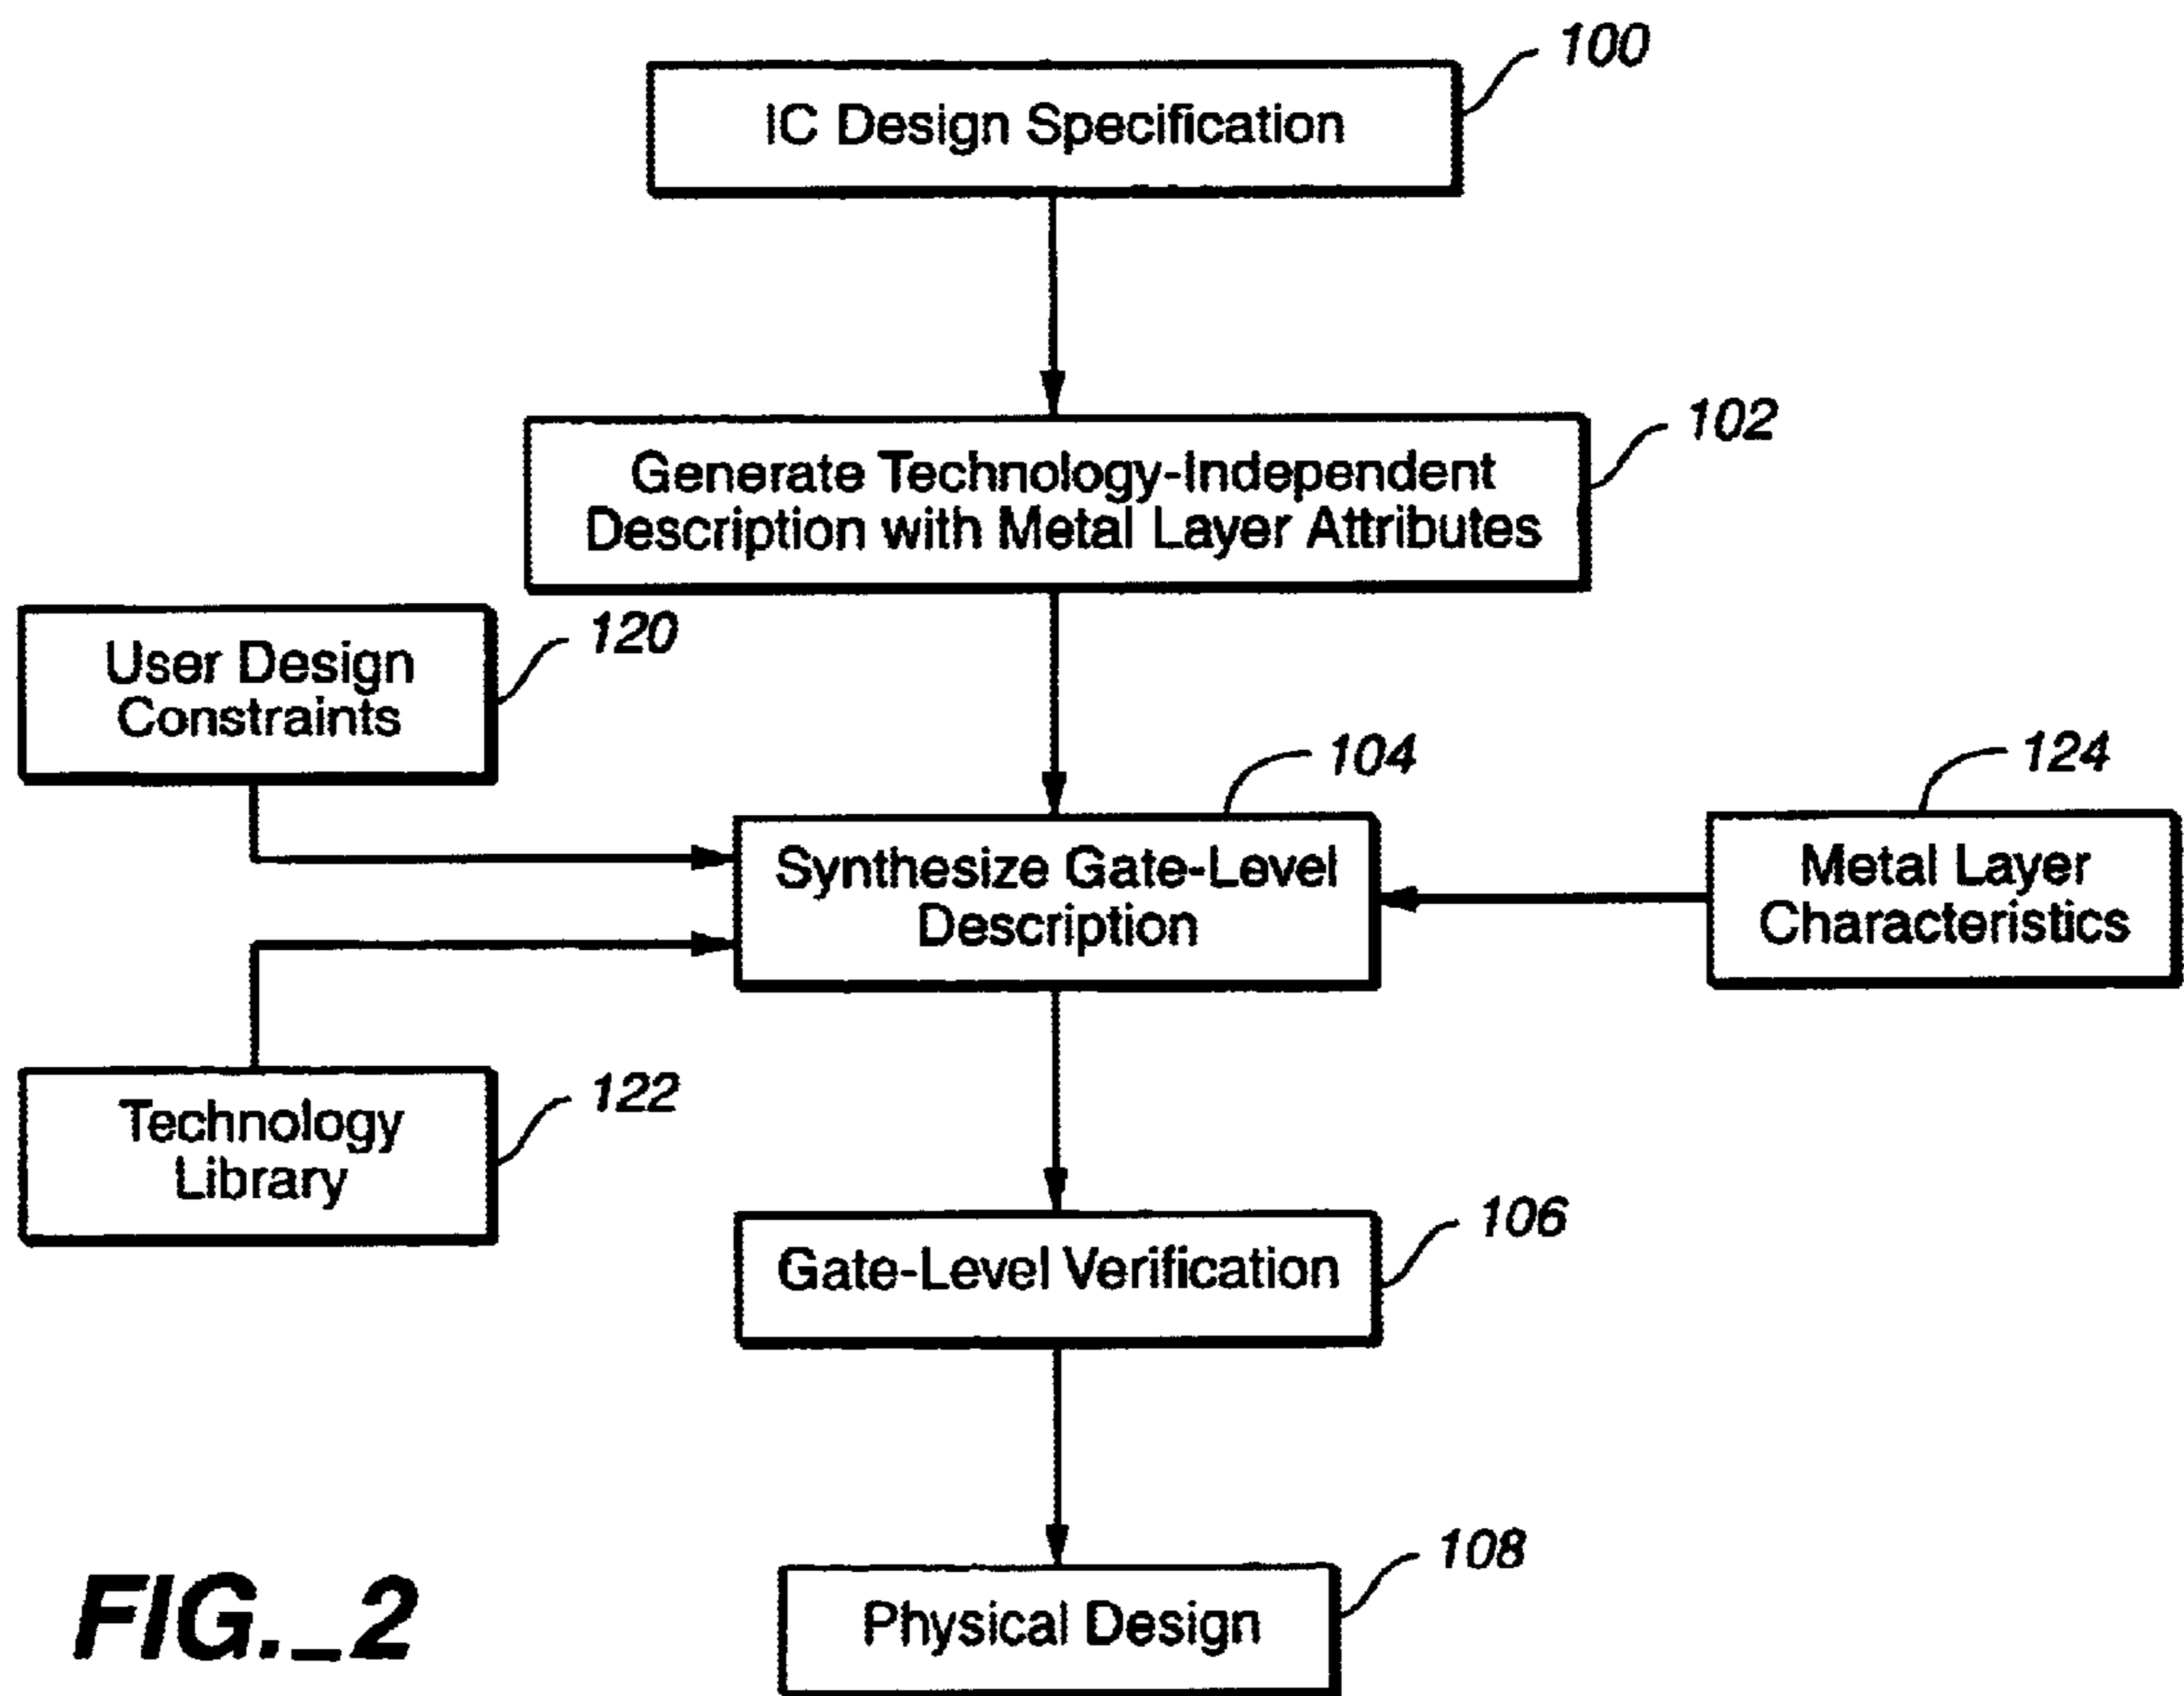 100
IC Design Specification
102
Generate Technology-Independent
Description with Metal Layer Attributes
120
User Design
Constraints
104
124
Synthesize Gate-Level
Description
Metal Layer
Characteristics
122
Technology
Library
106
Gate-Level Verification
108
Physical Design
FIG._2